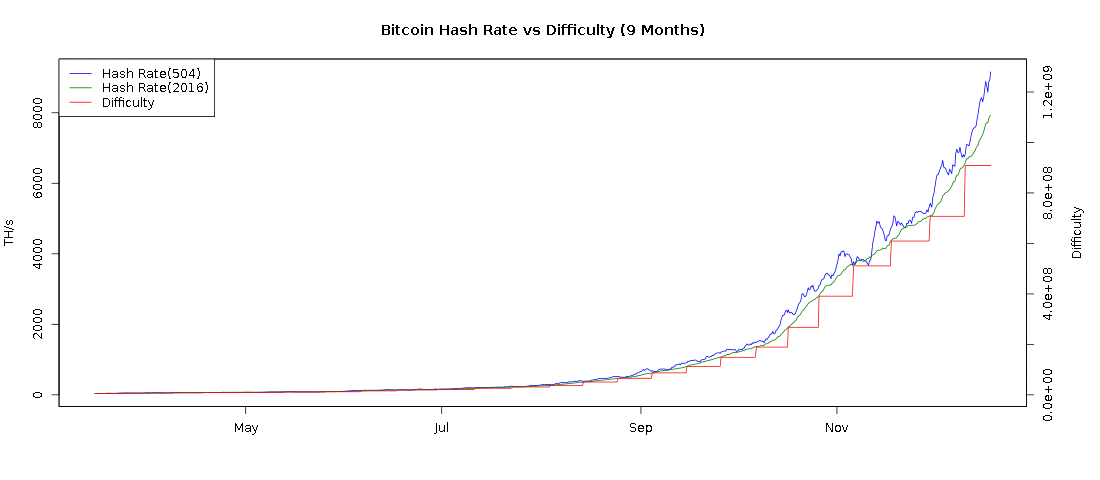 Bitcoin Hash Rate vs Difficulty (9 Months)
Hash Rate(504)
Hash Rate(2016)
Difficulty
TH/s
0
2000
4000
6000
8000
May
Jul
Sep
Nov
0.0e+00
4.0e+08
8.0e+08
1.2e+09
Difficulty